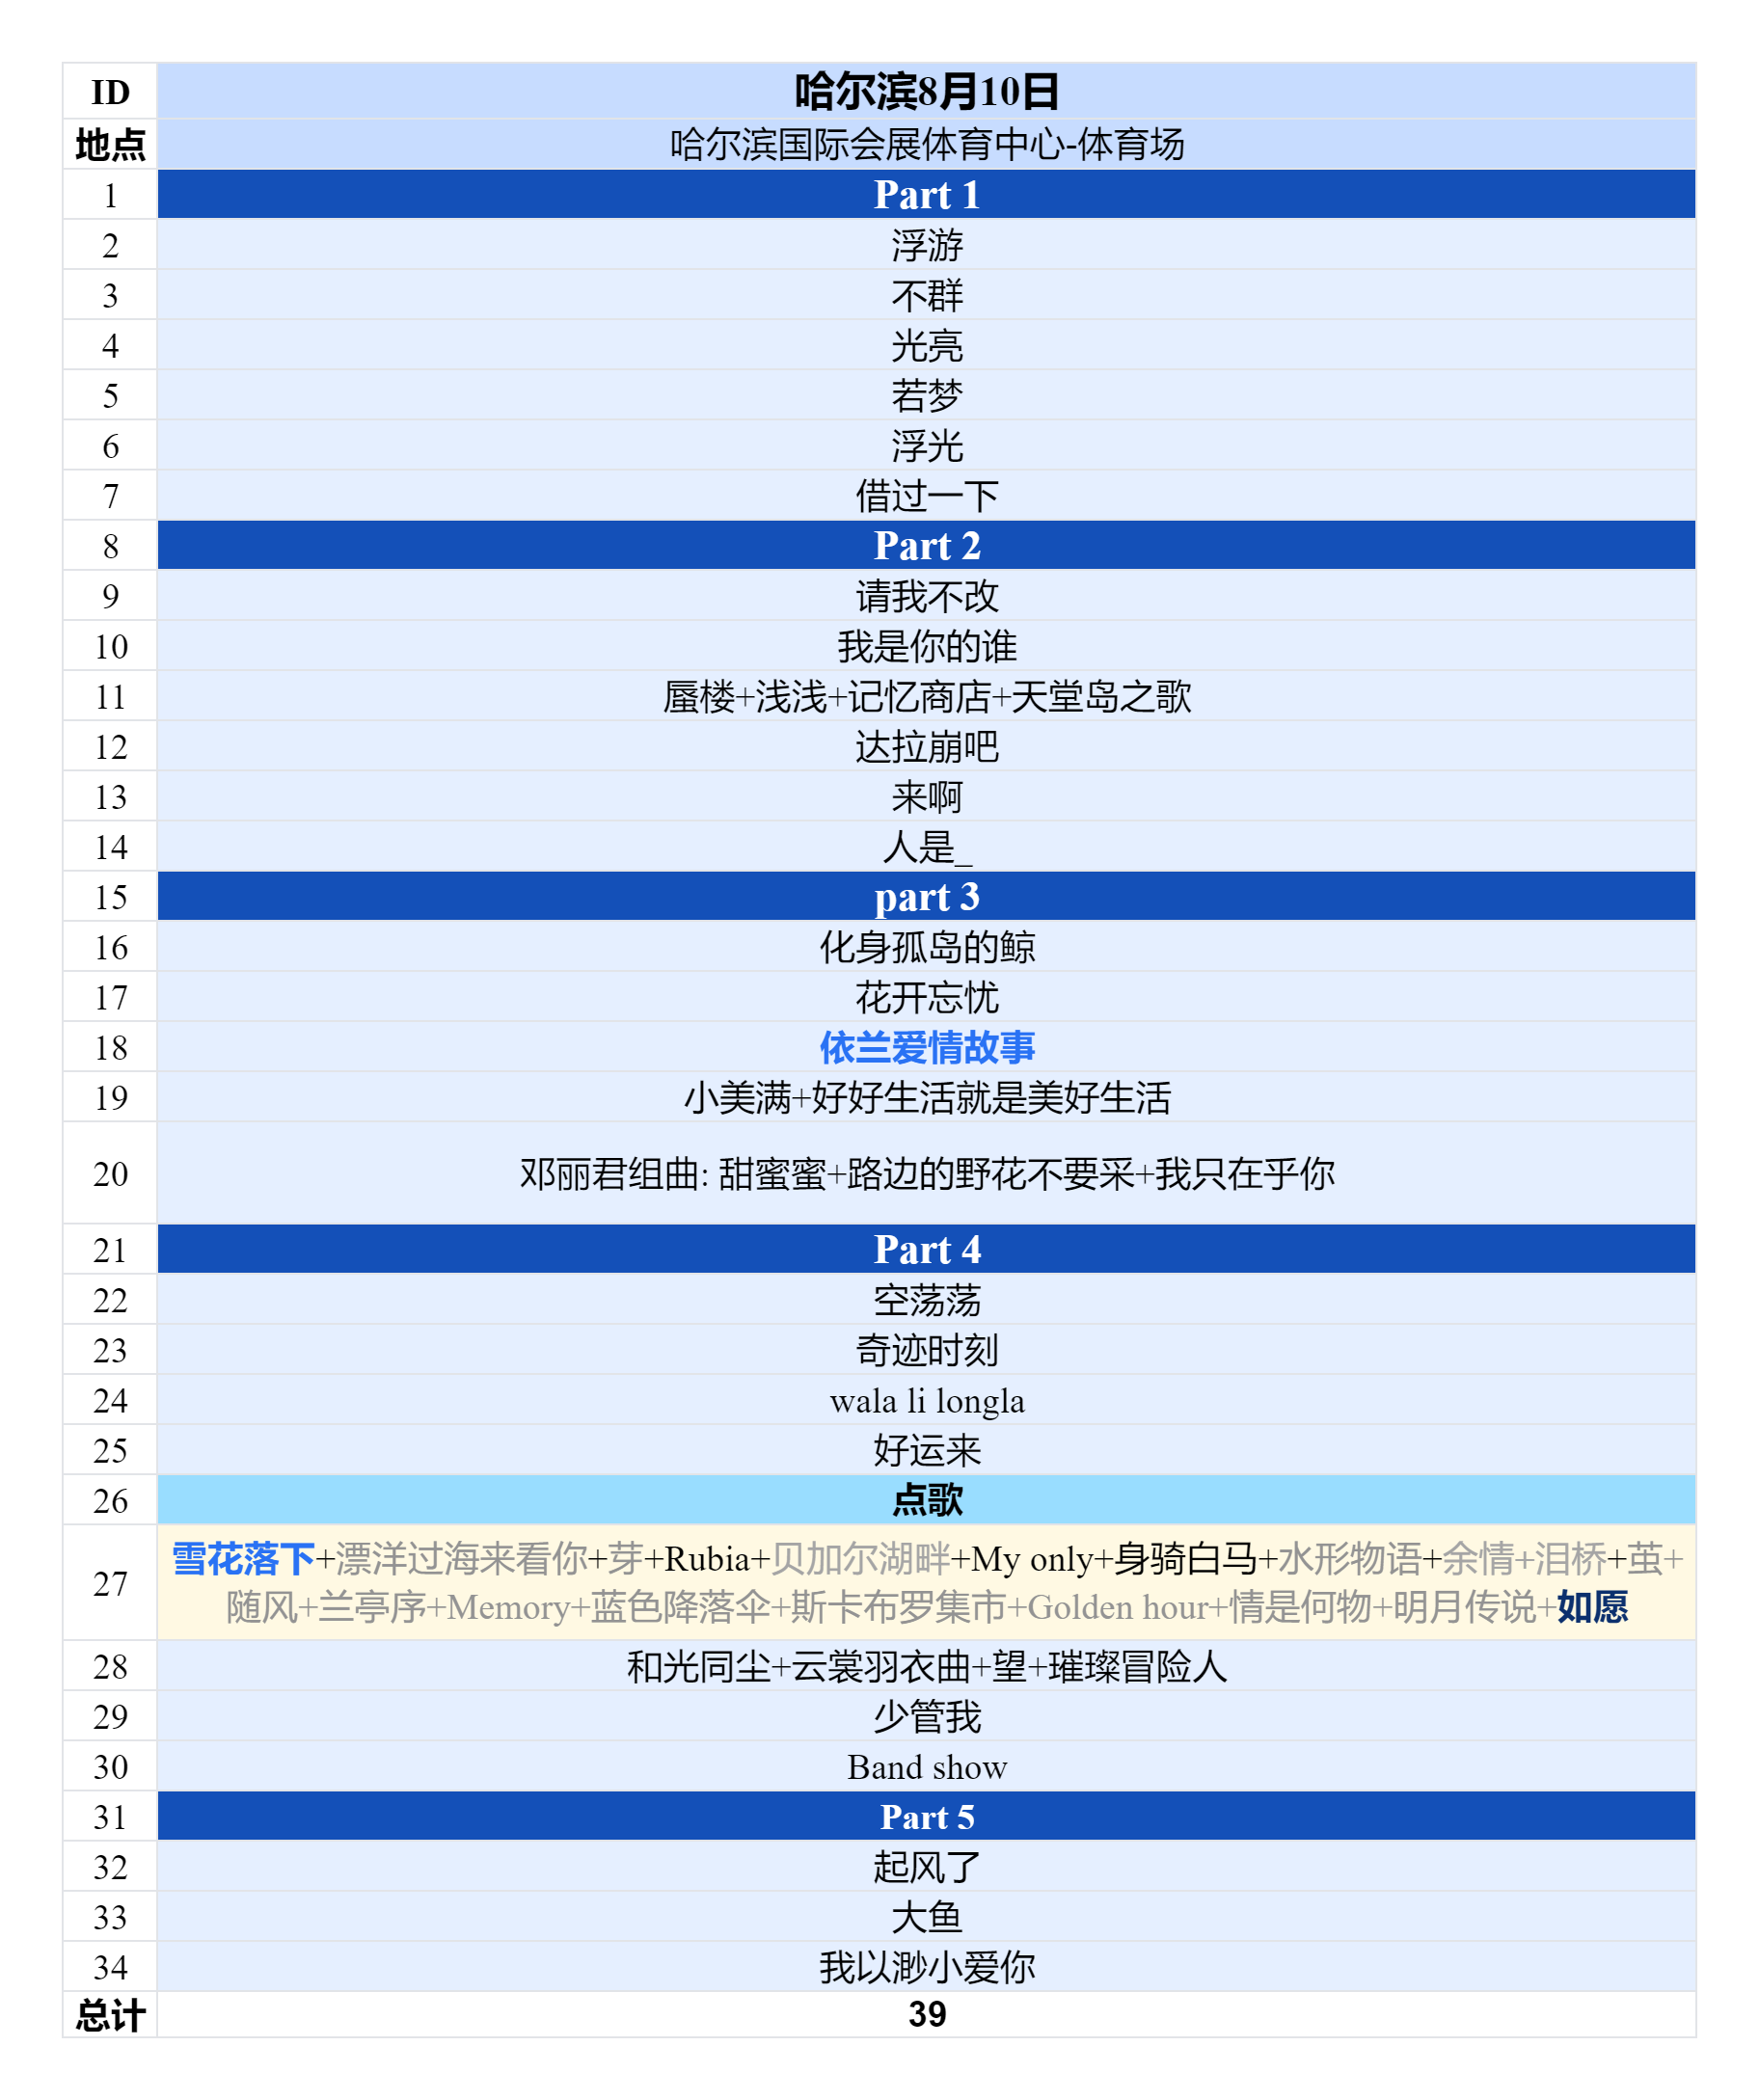 ID 哈尔滨8月10日
地点 哈尔滨国际会展体育中心-体育场
1 Part 1
2 浮游
3 不群
4 光亮
5 若梦
6 浮光
7 借过一下
8 Part 2
9 请我不改
10 我是你的谁
11 蜃楼+浅浅+记忆商店+天堂岛之歌
12 达拉崩吧
13 来啊
14 人是_
15 part 3
16 化身孤岛的鲸
17 花开忘忧
18 依兰爱情故事
19 小美满+好好生活就是美好生活
20 邓丽君组曲: 甜蜜蜜+路边的野花不要采+我只在乎你
21 Part 4
22 空荡荡
23 奇迹时刻
24 wala li longla
25 好运来
26 点歌
27 雪花落下+漂洋过海来看你+芽+Rubia+贝加尔湖畔+My only+身骑白马+水形物语+余情+泪桥+茧+
随风+兰亭序+Memory+蓝色降落伞+斯卡布罗集市+Golden hour+情是何物+明月传说+如愿
28 和光同尘+云裳羽衣曲+望+璀璨冒险人
29 少管我
30 Band show
31 Part 5
32 起风了
33 大鱼
34 我以渺小爱你
总计 39